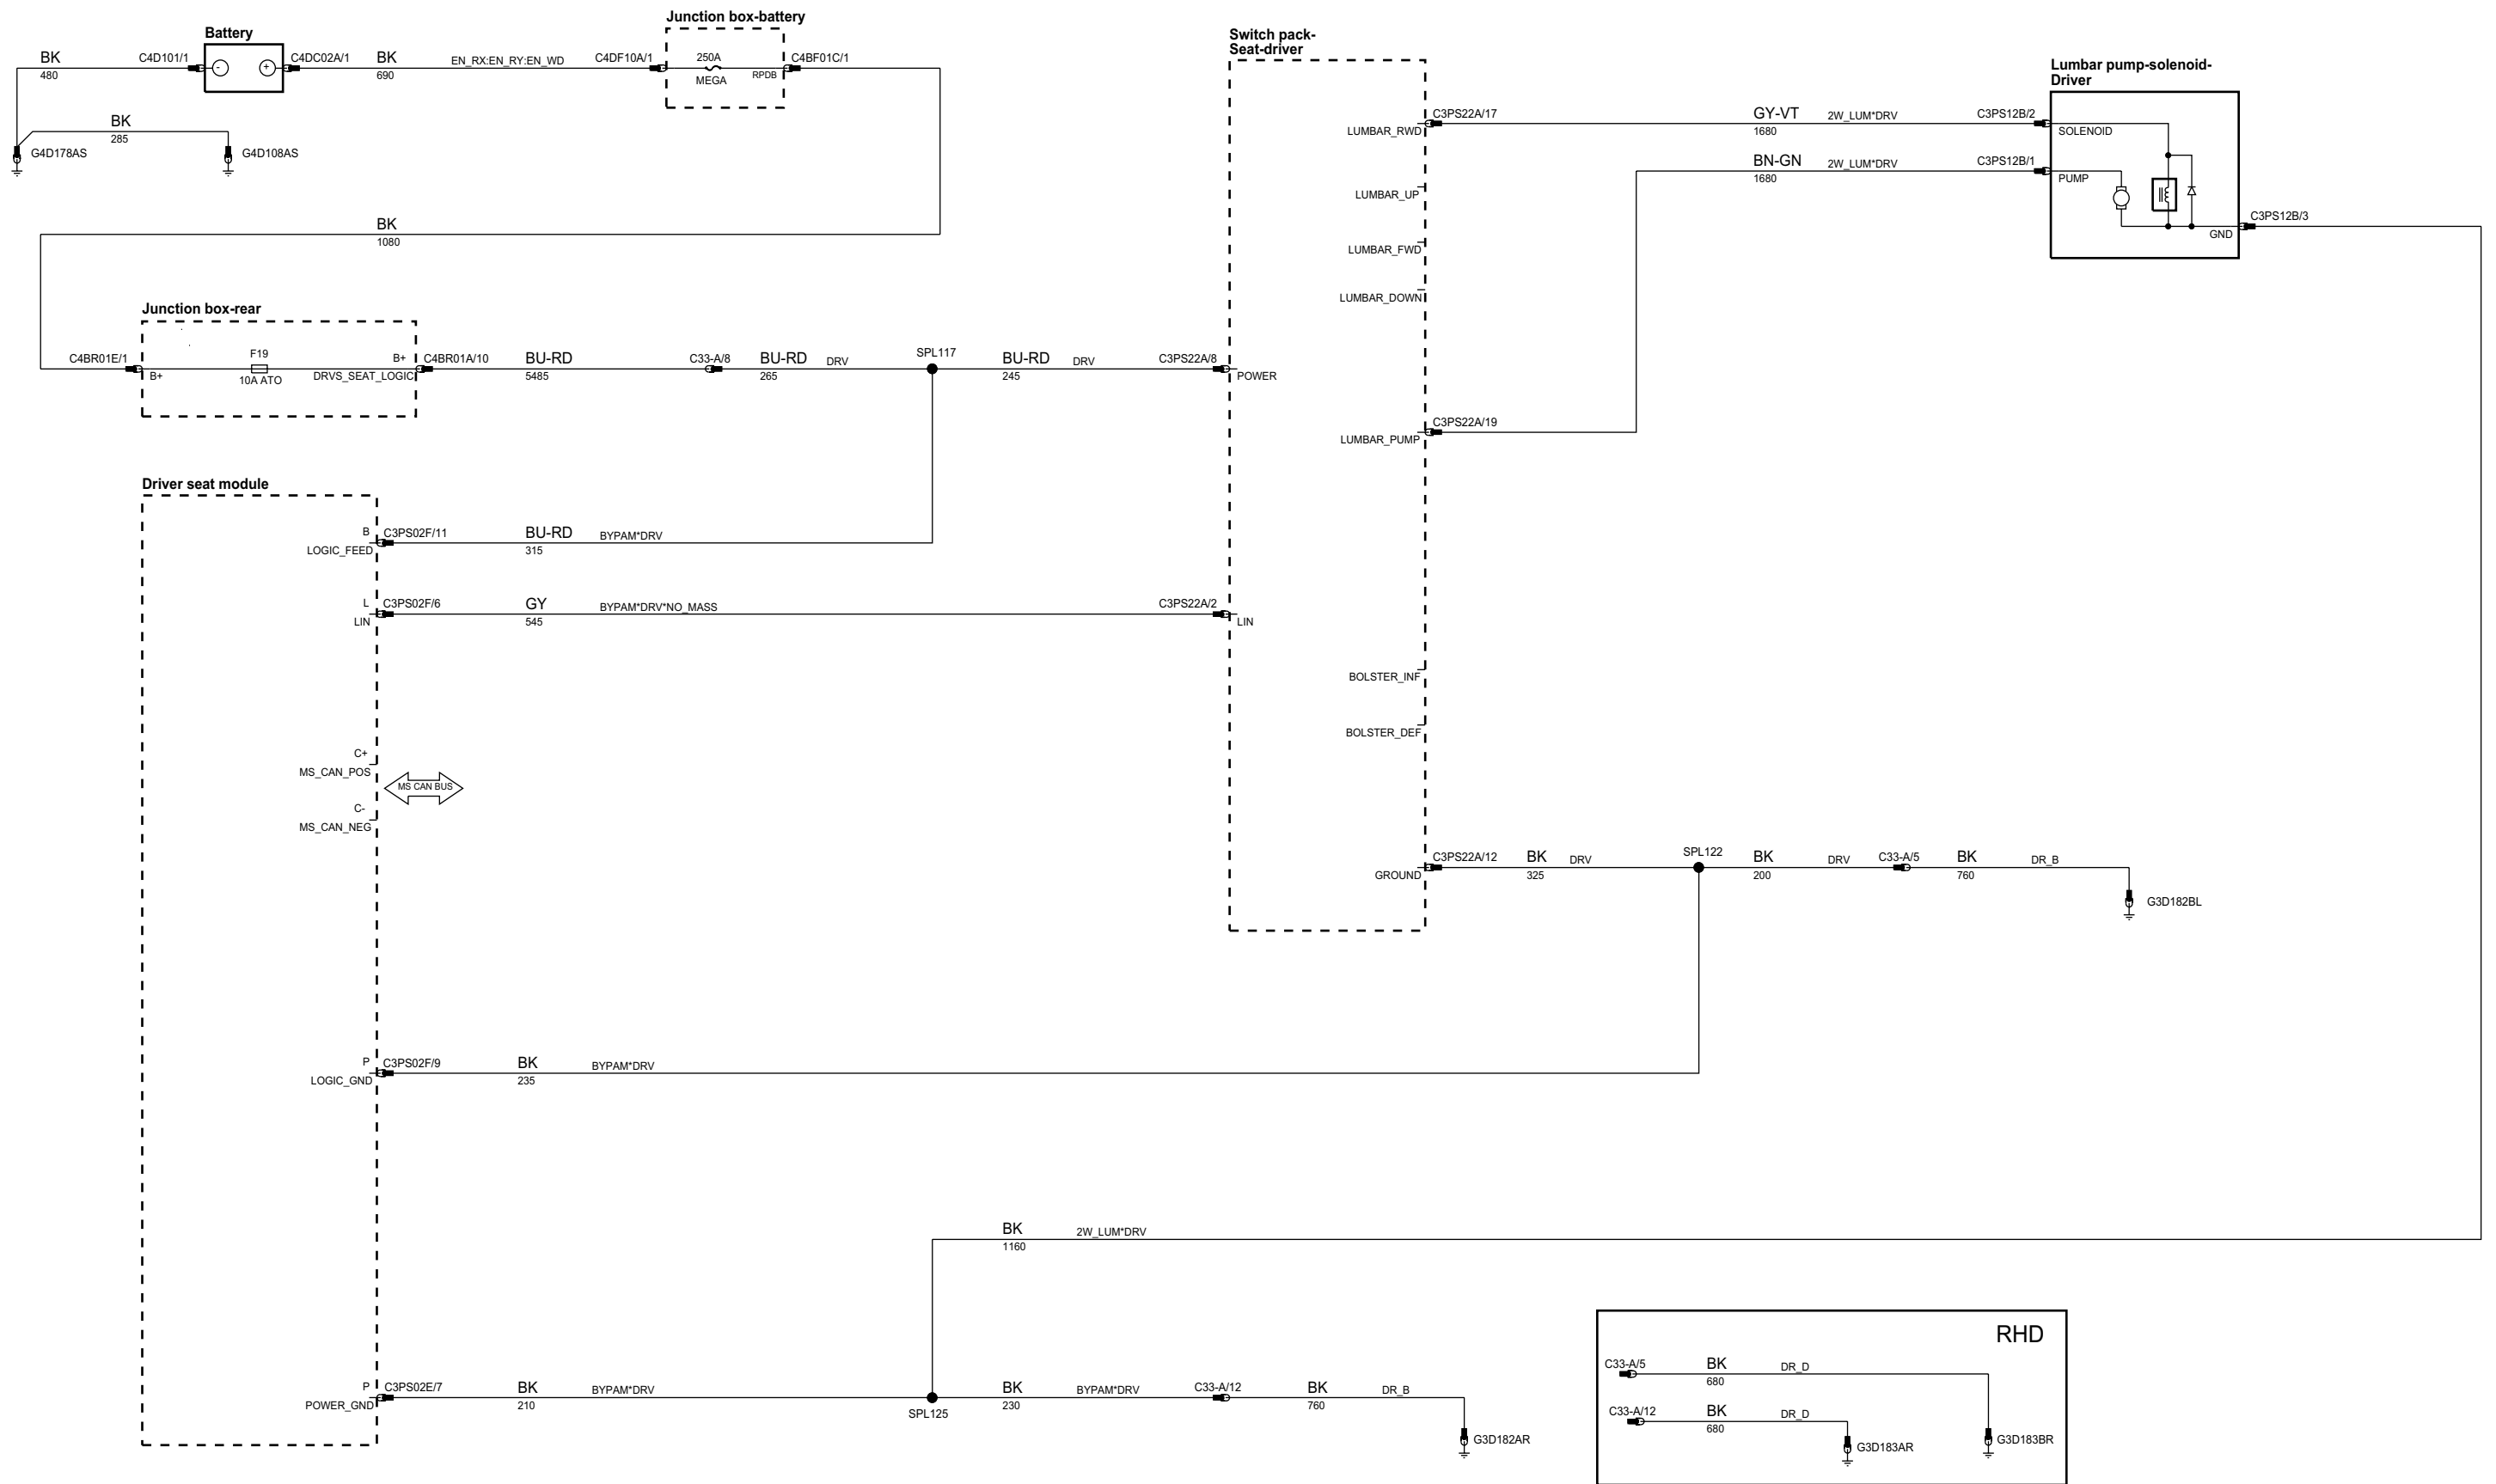 Junction box-battery
Battery
BK
480
C4D101/1
-
+
C4DC02A/1
BK
690
EN_RX:EN_RY:EN_WD
C4DF10A/1
250A
MEGA
RPDB
C4BF01C/1
BK
285
G4D178AS
G4D108AS
BK
1080
Switch pack-
Seat-driver
Lumbar pump-solenoid-
Driver
LUMBAR_RWD
C3PS22A/17
GY-VT
1680
2W_LUM*DRV
C3PS12B/2
SOLENOID
BN-GN
1680
2W_LUM*DRV
C3PS12B/1
PUMP
LUMBAR_UP
C3PS12B/3
GND
LUMBAR_FWD
LUMBAR_DOWN
Junction box-rear
C4BR01E/1
B+
F19
10A ATO
B+
DRVS_SEAT_LOGIC
C4BR01A/10
BU-RD
5485
C33-A/8
BU-RD
265
DRV
SPL117
BU-RD
245
DRV
C3PS22A/8
POWER
LUMBAR_PUMP
C3PS22A/19
Driver seat module
B
LOGIC_FEED
C3PS02F/11
BU-RD
315
BYPAM*DRV
L
LIN
C3PS02F/6
GY
545
BYPAM*DRV*NO_MASS
C3PS22A/2
LIN
BOLSTER_INF
BOLSTER_DEF
C+
MS_CAN_POS
MS CAN BUS
C-
MS_CAN_NEG
GROUND
C3PS22A/12
BK
325
DRV
SPL122
BK
200
DRV
C33-A/5
BK
760
DR_B
G3D182BL
P
LOGIC_GND
C3PS02F/9
BK
235
BYPAM*DRV
BK
1160
2W_LUM*DRV
P
POWER_GND
C3PS02E/7
BK
210
BYPAM*DRV
SPL125
BK
230
BYPAM*DRV
C33-A/12
BK
760
DR_B
G3D182AR
RHD
C33-A/5
BK
680
DR_D
C33-A/12
BK
680
DR_D
G3D183AR
G3D183BR